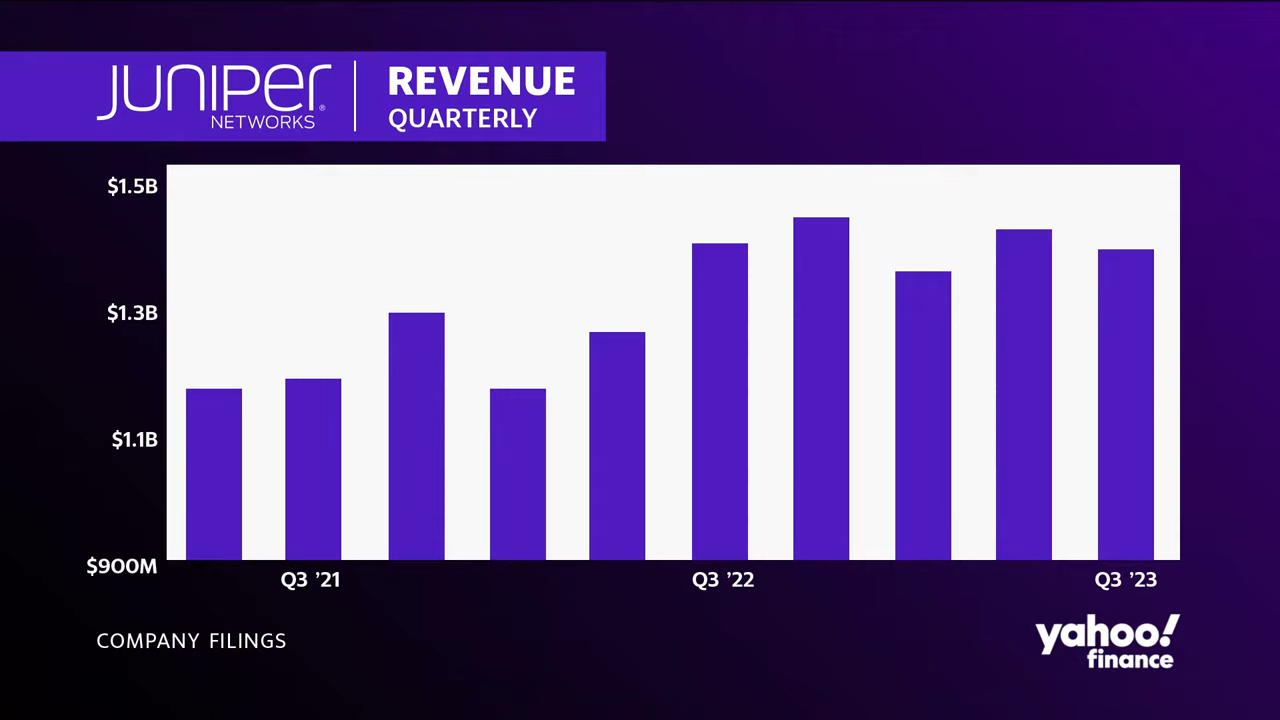 JUNIPER
NETWORKS
REVENUE
QUARTERLY
$1.5B
$1.3B
$1.1B
$900M
Q3 ’21
Q3 ’22
Q3 ’23
COMPANY FILINGS
yahoo!
finance